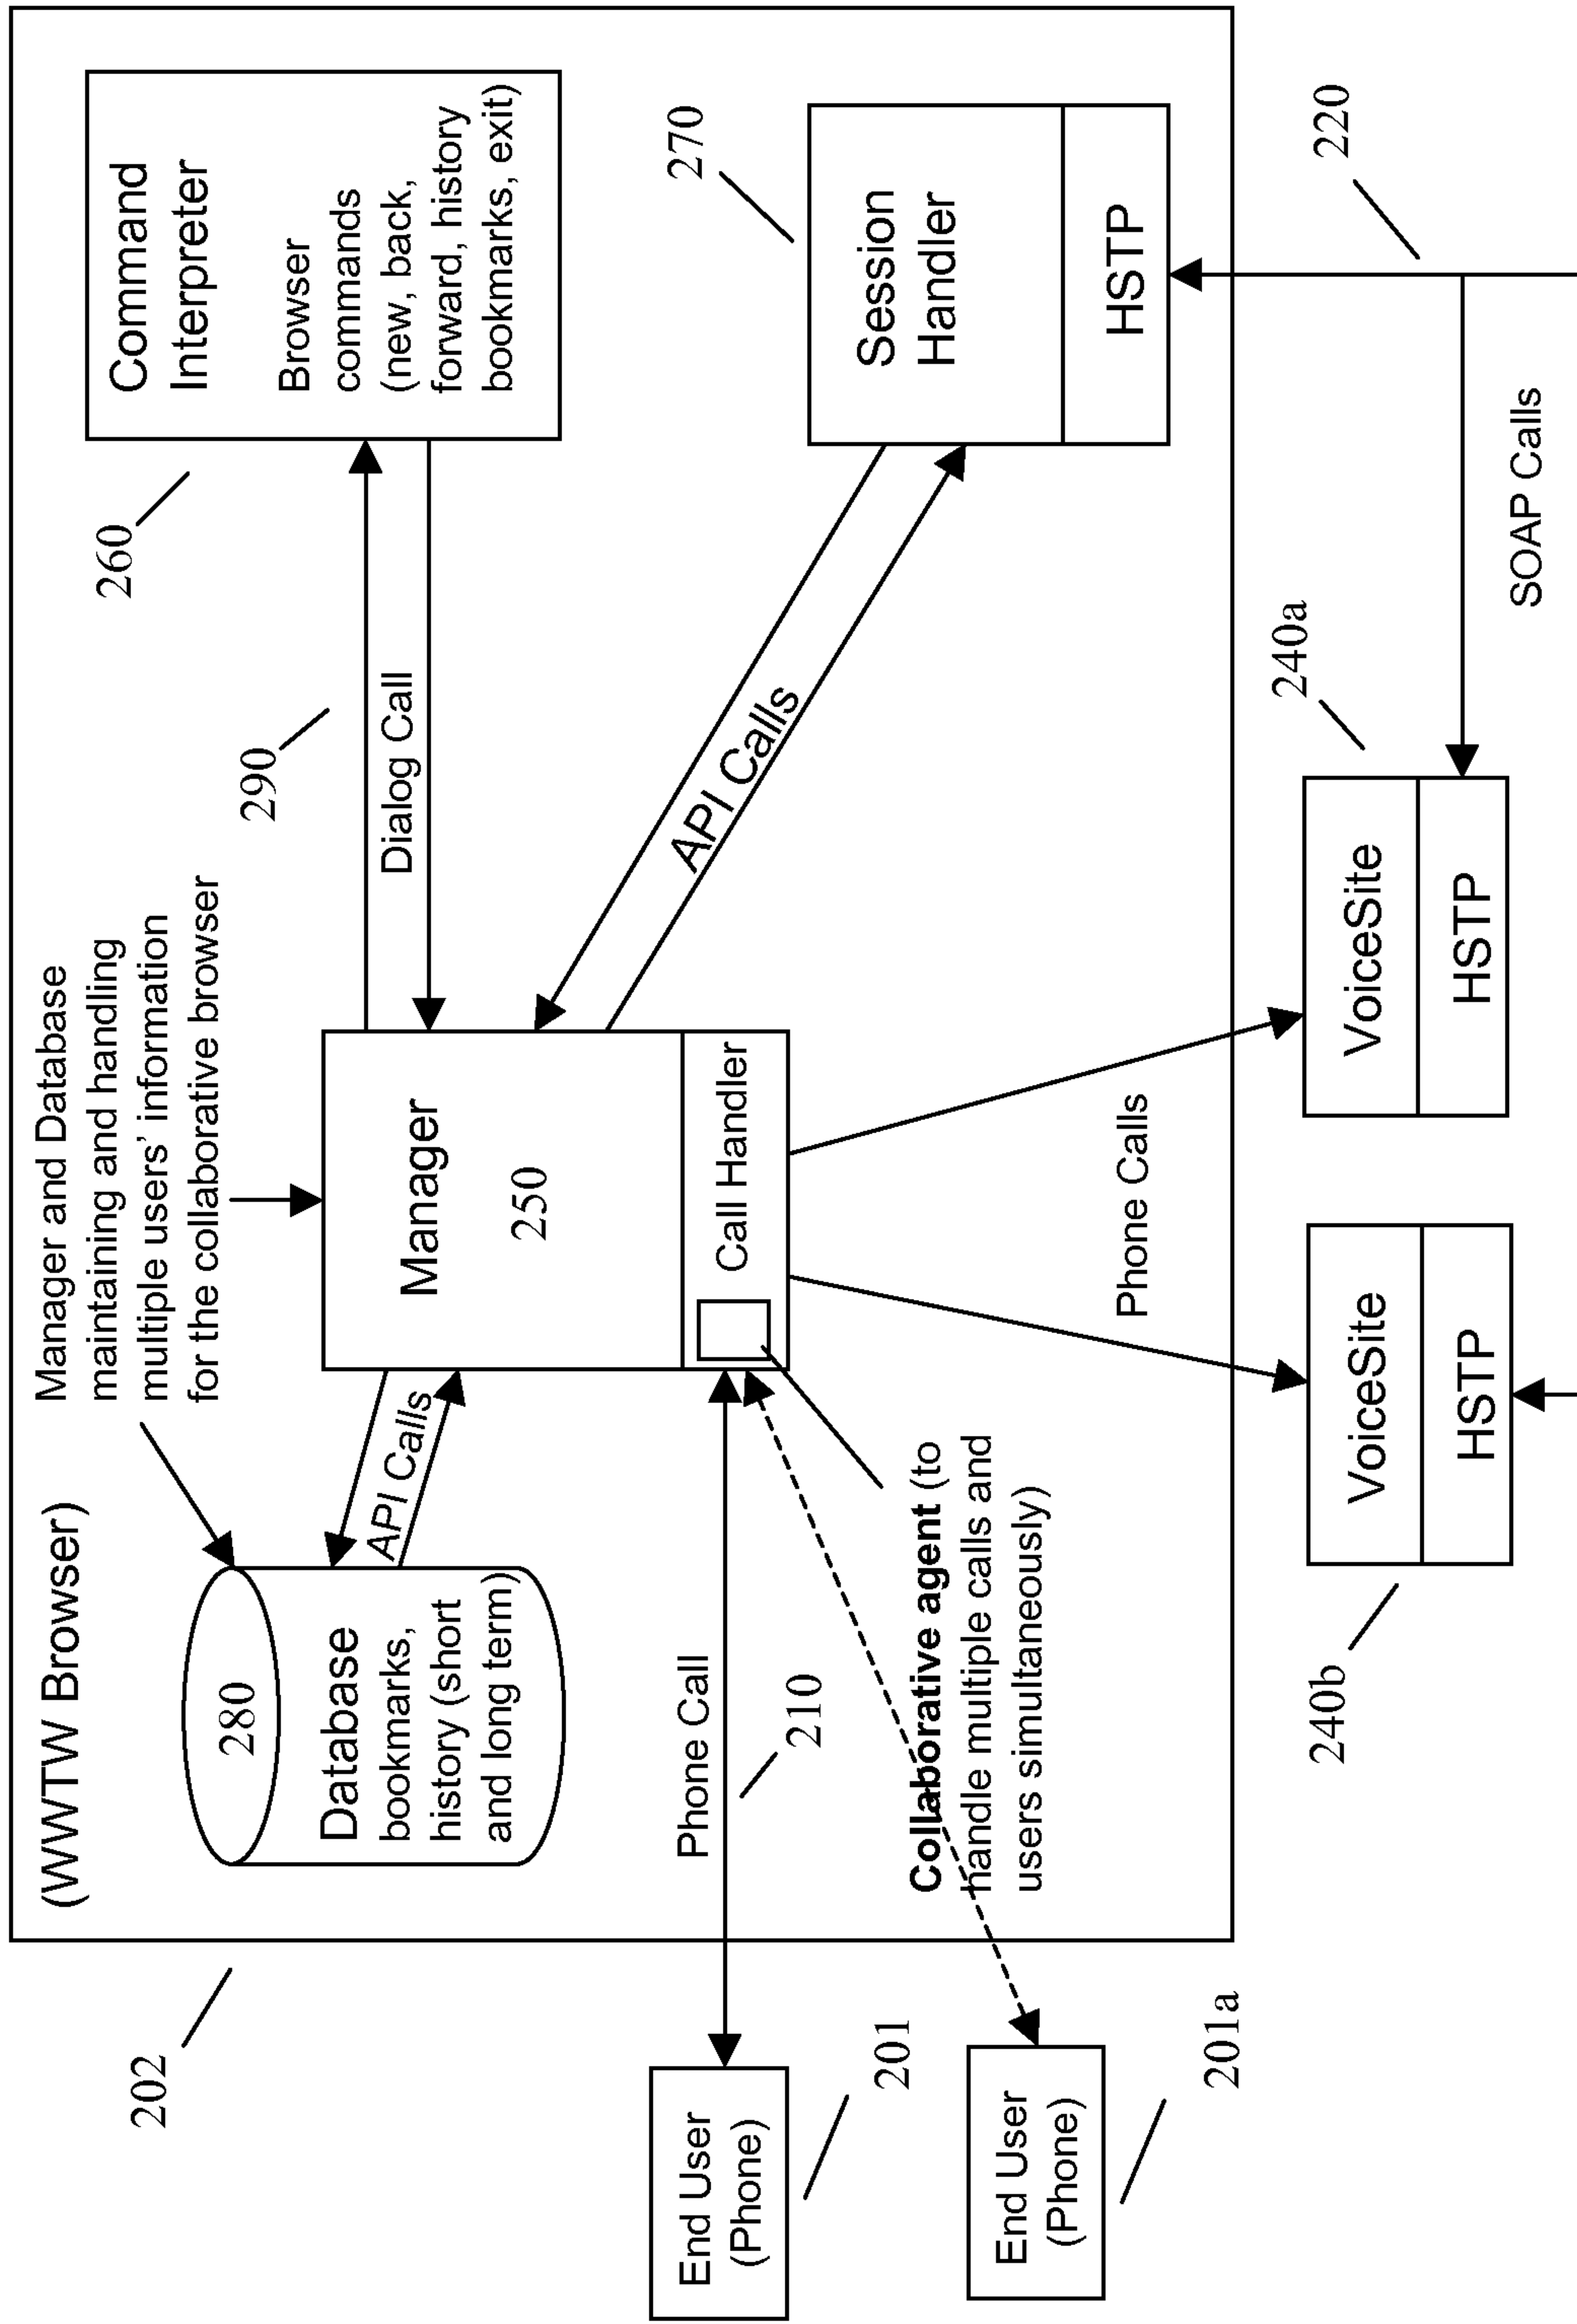 202
(WWTW Browser)
Manager and Database
maintaining and handling
multiple users' information
for the collaborative browser
280
Database
bookmarks,
history (short
and long term)
API Calls
Manager
250
Call Handler
290
Dialog Call
260
Command
Interpreter
Browser
commands
(new, back,
forward, history
bookmarks, exit)
API Calls
270
Session
Handler
HSTP
End User
(Phone)
201
Phone Call
210
End User
(Phone)
201a
Collaborative agent (to
handle multiple calls and
users simultaneously)
Phone Calls
240b
VoiceSite
HSTP
240a
VoiceSite
HSTP
220
SOAP Calls